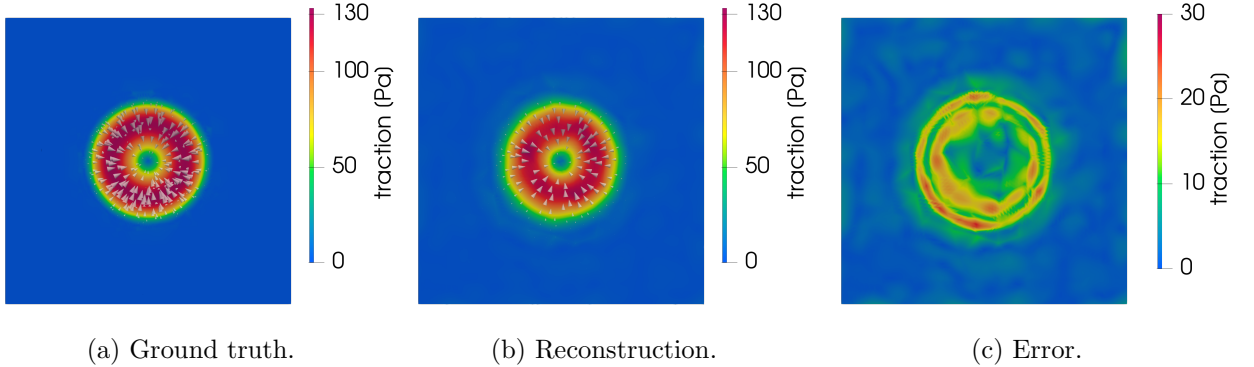 130
100
50
0
traction (Pa)
130
100
50
0
traction (Pa)
30
20
10
0
traction (Pa)
(a) Ground truth.
(b) Reconstruction.
(c) Error.